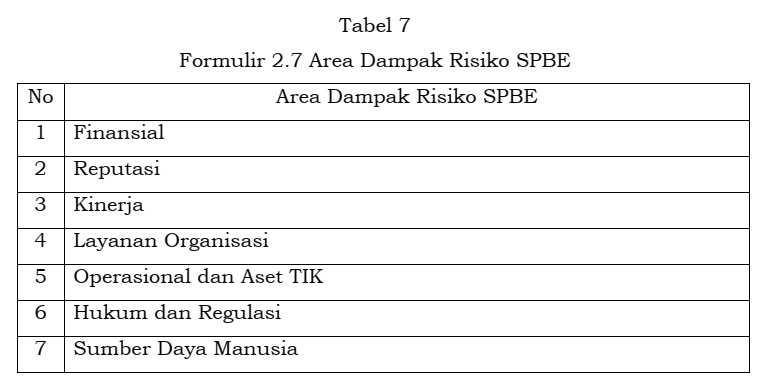 Tabel 7
Formulir 2.7 Area Dampak Risiko SPBE
No Area Dampak Risiko SPBE
1 Finansial
2 Reputasi
3 Kinerja
4 Layanan Organisasi
5 Operasional dan Aset TIK
6 Hukum dan Regulasi
7 Sumber Daya Manusia